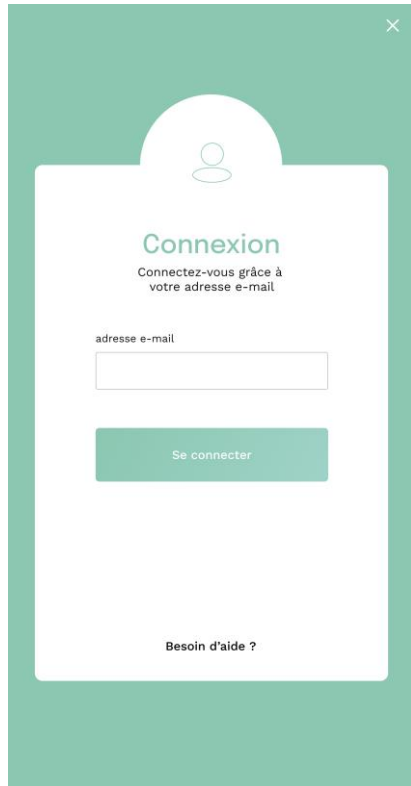 Connexion
Connectez-vous grâce à
votre adresse e-mail
adresse e-mail
Se connecter
Besoin d'aide ?